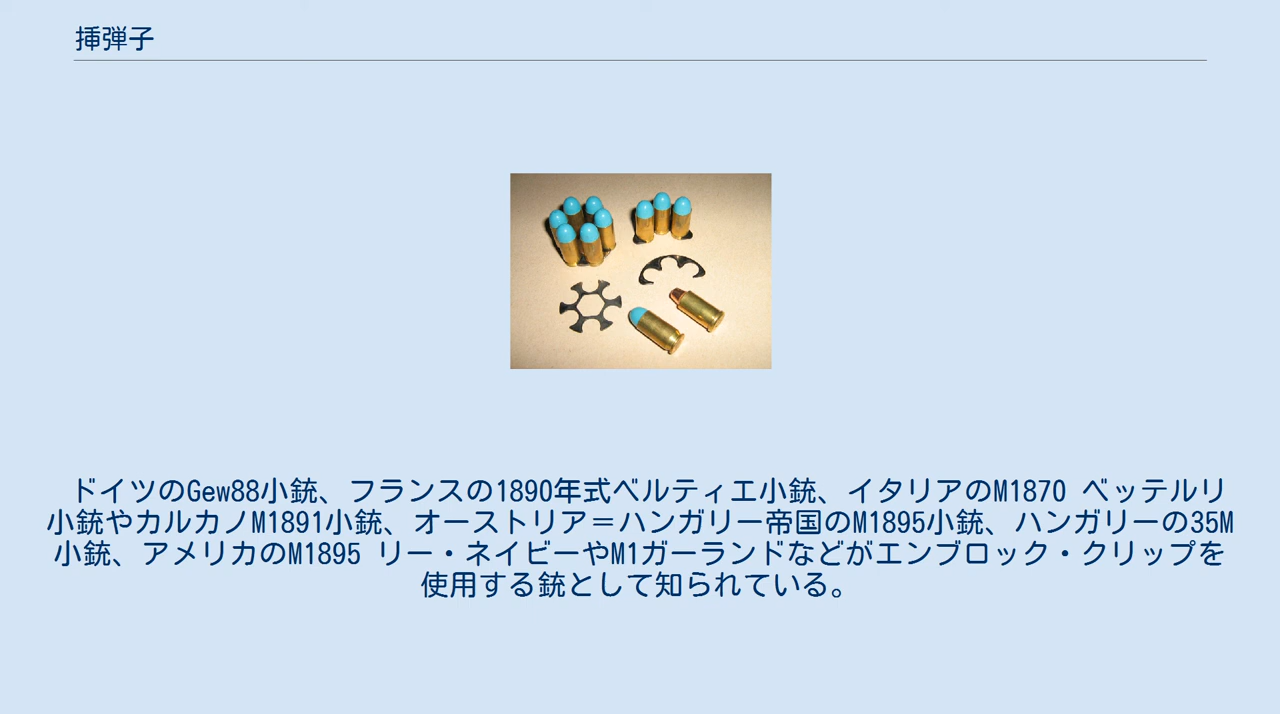 挿弾子
ドイツのGew88小銃、フランスの1890年式ベルティエ小銃、イタリアのM1870 ベッテルリ
小銃やカルカノM1891小銃、オーストリア＝ハンガリー帝国のM1895小銃、ハンガリーの35M
小銃、アメリカのM1895 リー・ネイビーやM1ガーランドなどがエンブロック・クリップを
使用する銃として知られている。